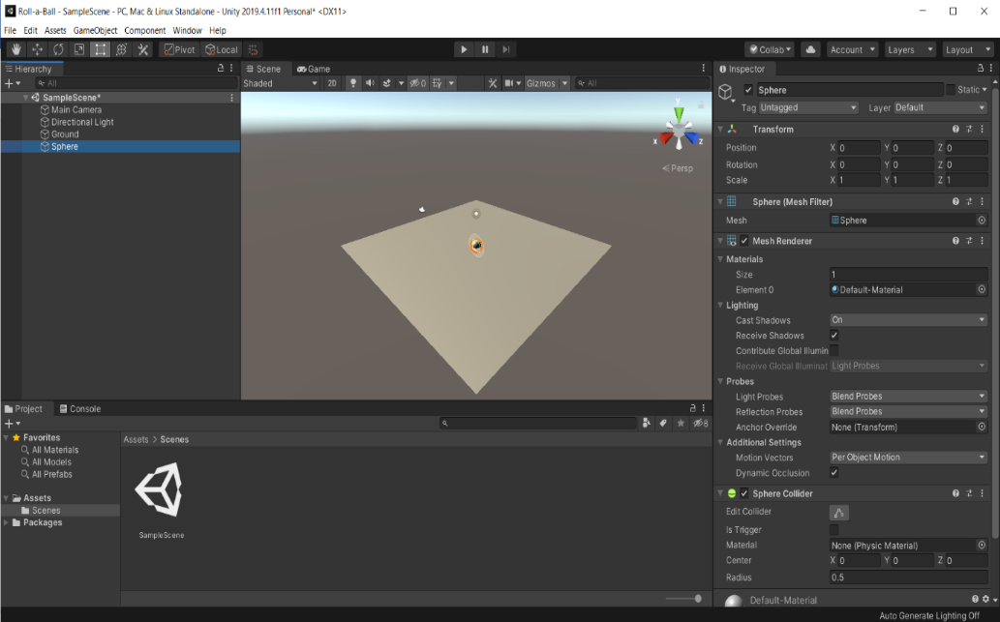 Roll-a-Ball - SampleScene - PC, Mac & Linux Standalone - Unity 2019.4.11f1 Personal* <DX11>
File Edit Assets GameObject Component Window Help
Pivot Local Collab Account Layers Layout
Hierarchy
All
SampleScene*
Main Camera
Directional Light
Ground
Sphere
Scene Game
Shaded 2D 0 Gizmos All
y
x z
Persp
Project Console
8
Favorites
All Materials
All Models
All Prefabs
Assets
Scenes
Packages
Assets > Scenes
SampleScene
Inspector
Sphere Static
Tag Untagged Layer Default
Transform
Position X 0 Y 0 Z 0
Rotation X 0 Y 0 Z 0
Scale X 1 Y 1 Z 1
Sphere (Mesh Filter)
Mesh Sphere
Mesh Renderer
Materials
Size 1
Element 0 Default-Material
Lighting
Cast Shadows On
Receive Shadows
Contribute Global Illumin
Receive Global Illuminat Light Probes
Probes
Light Probes Blend Probes
Reflection Probes Blend Probes
Anchor Override None (Transform)
Additional Settings
Motion Vectors Per Object Motion
Dynamic Occlusion
Sphere Collider
Edit Collider
Is Trigger
Material None (Physic Material)
Center X 0 Y 0 Z 0
Radius 0.5
Default-Material
Auto Generate Lighting Off